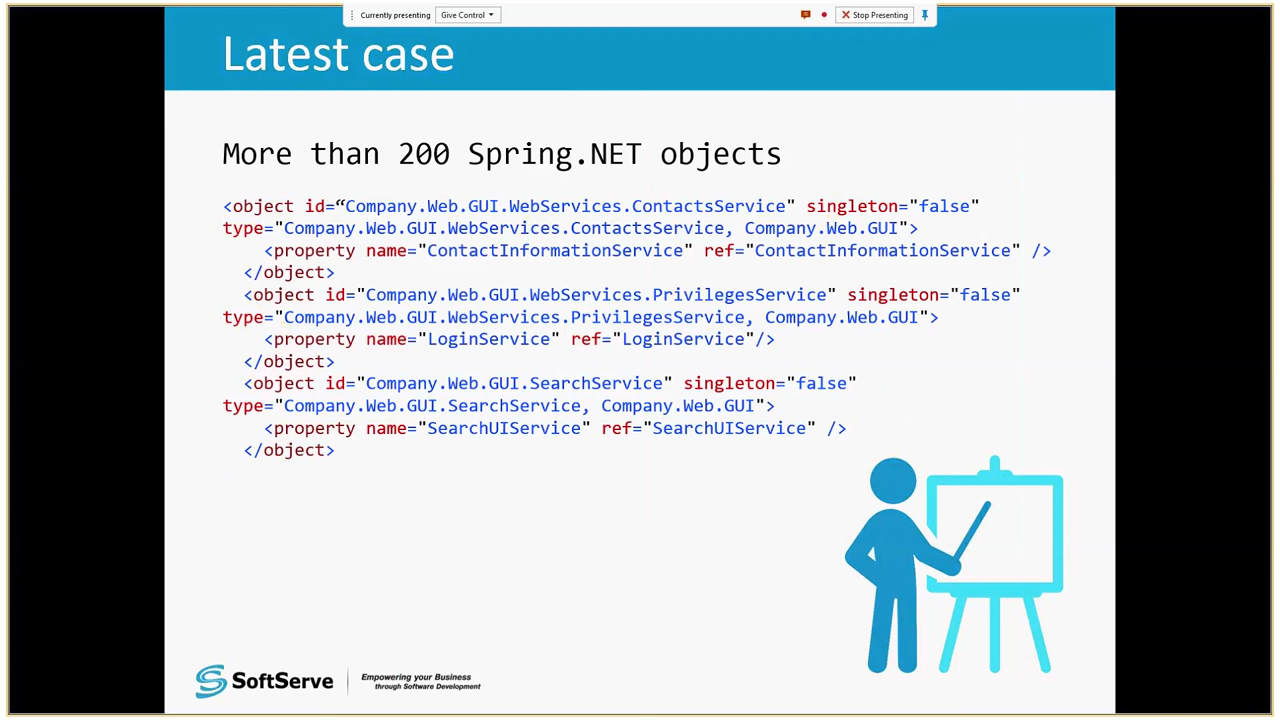 Currently presenting Give Control Stop Presenting
Latest case
More than 200 Spring.NET objects
<object id=“Company.Web.GUI.WebServices.ContactsService" singleton="false"
type="Company.Web.GUI.WebServices.ContactsService, Company.Web.GUI">
<property name="ContactInformationService" ref="ContactInformationService" />
</object>
<object id="Company.Web.GUI.WebServices.PrivilegesService" singleton="false"
type="Company.Web.GUI.WebServices.PrivilegesService, Company.Web.GUI">
<property name="LoginService" ref="LoginService"/>
</object>
<object id="Company.Web.GUI.SearchService" singleton="false"
type="Company.Web.GUI.SearchService, Company.Web.GUI">
<property name="SearchUIService" ref="SearchUIService" />
</object>
SoftServe
Empowering your Business
through Software Development